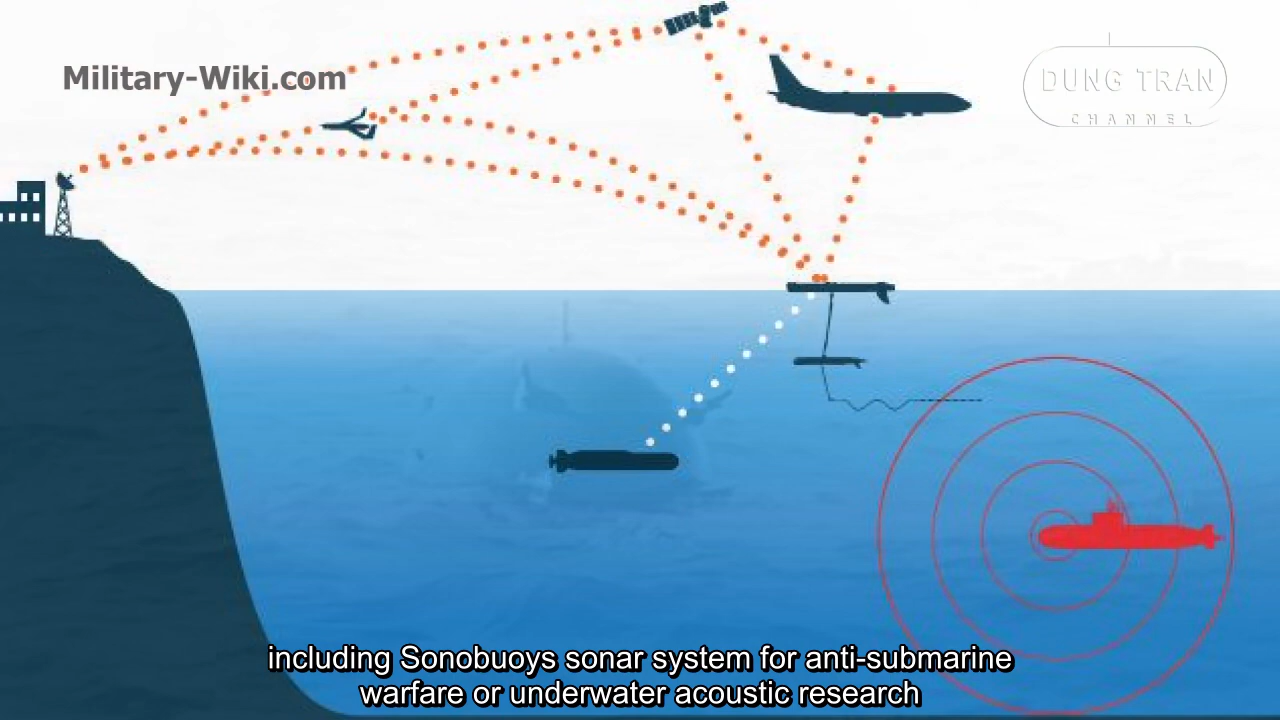 Military-Wiki.com
DUNG TRAN
CHANNEL
including Sonobuoys sonar system for anti-submarine
warfare or underwater acoustic research